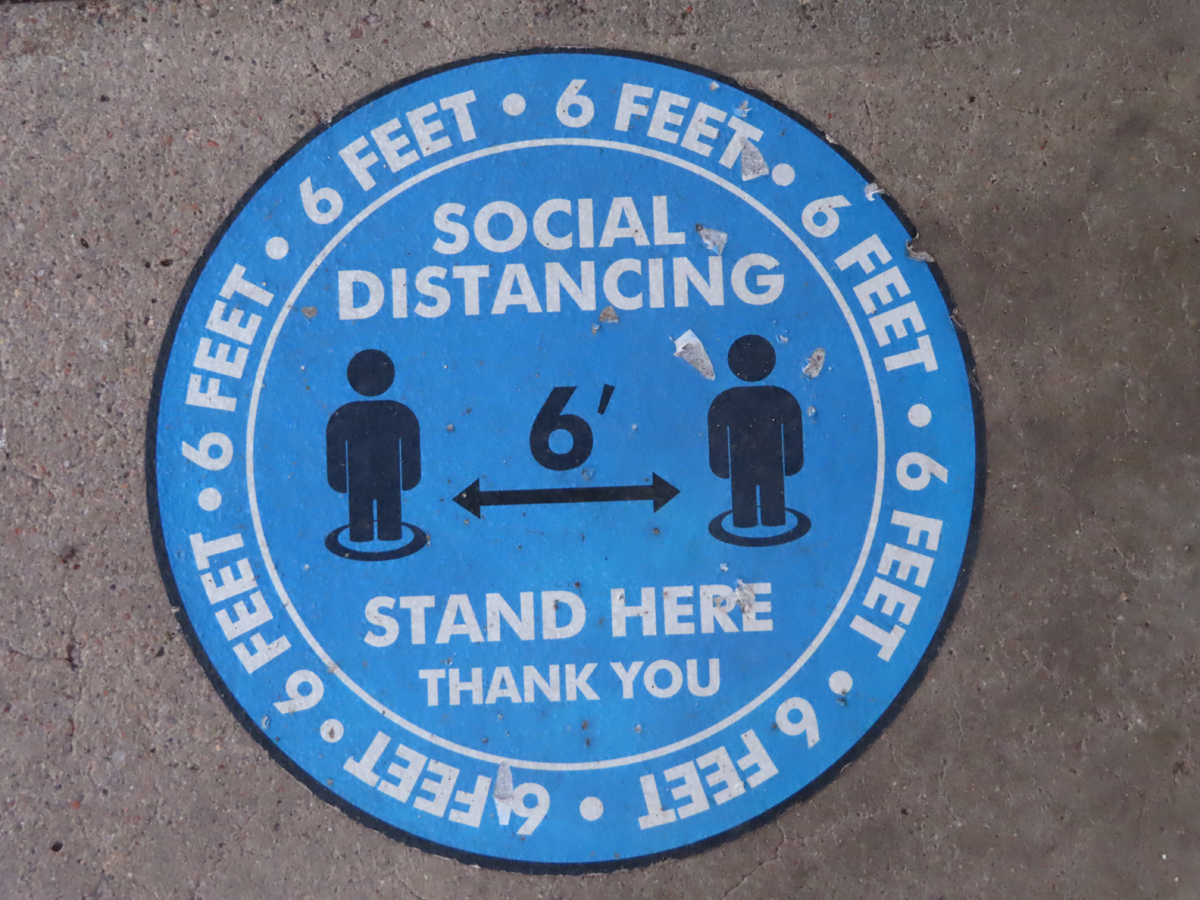 6 FEET • 6 FEET • 6 FEET • 6 FEET • 6 FEET • 6 FEET • 6 FEET • 6 FEET •
SOCIAL
DISTANCING
6'
STAND HERE
THANK YOU